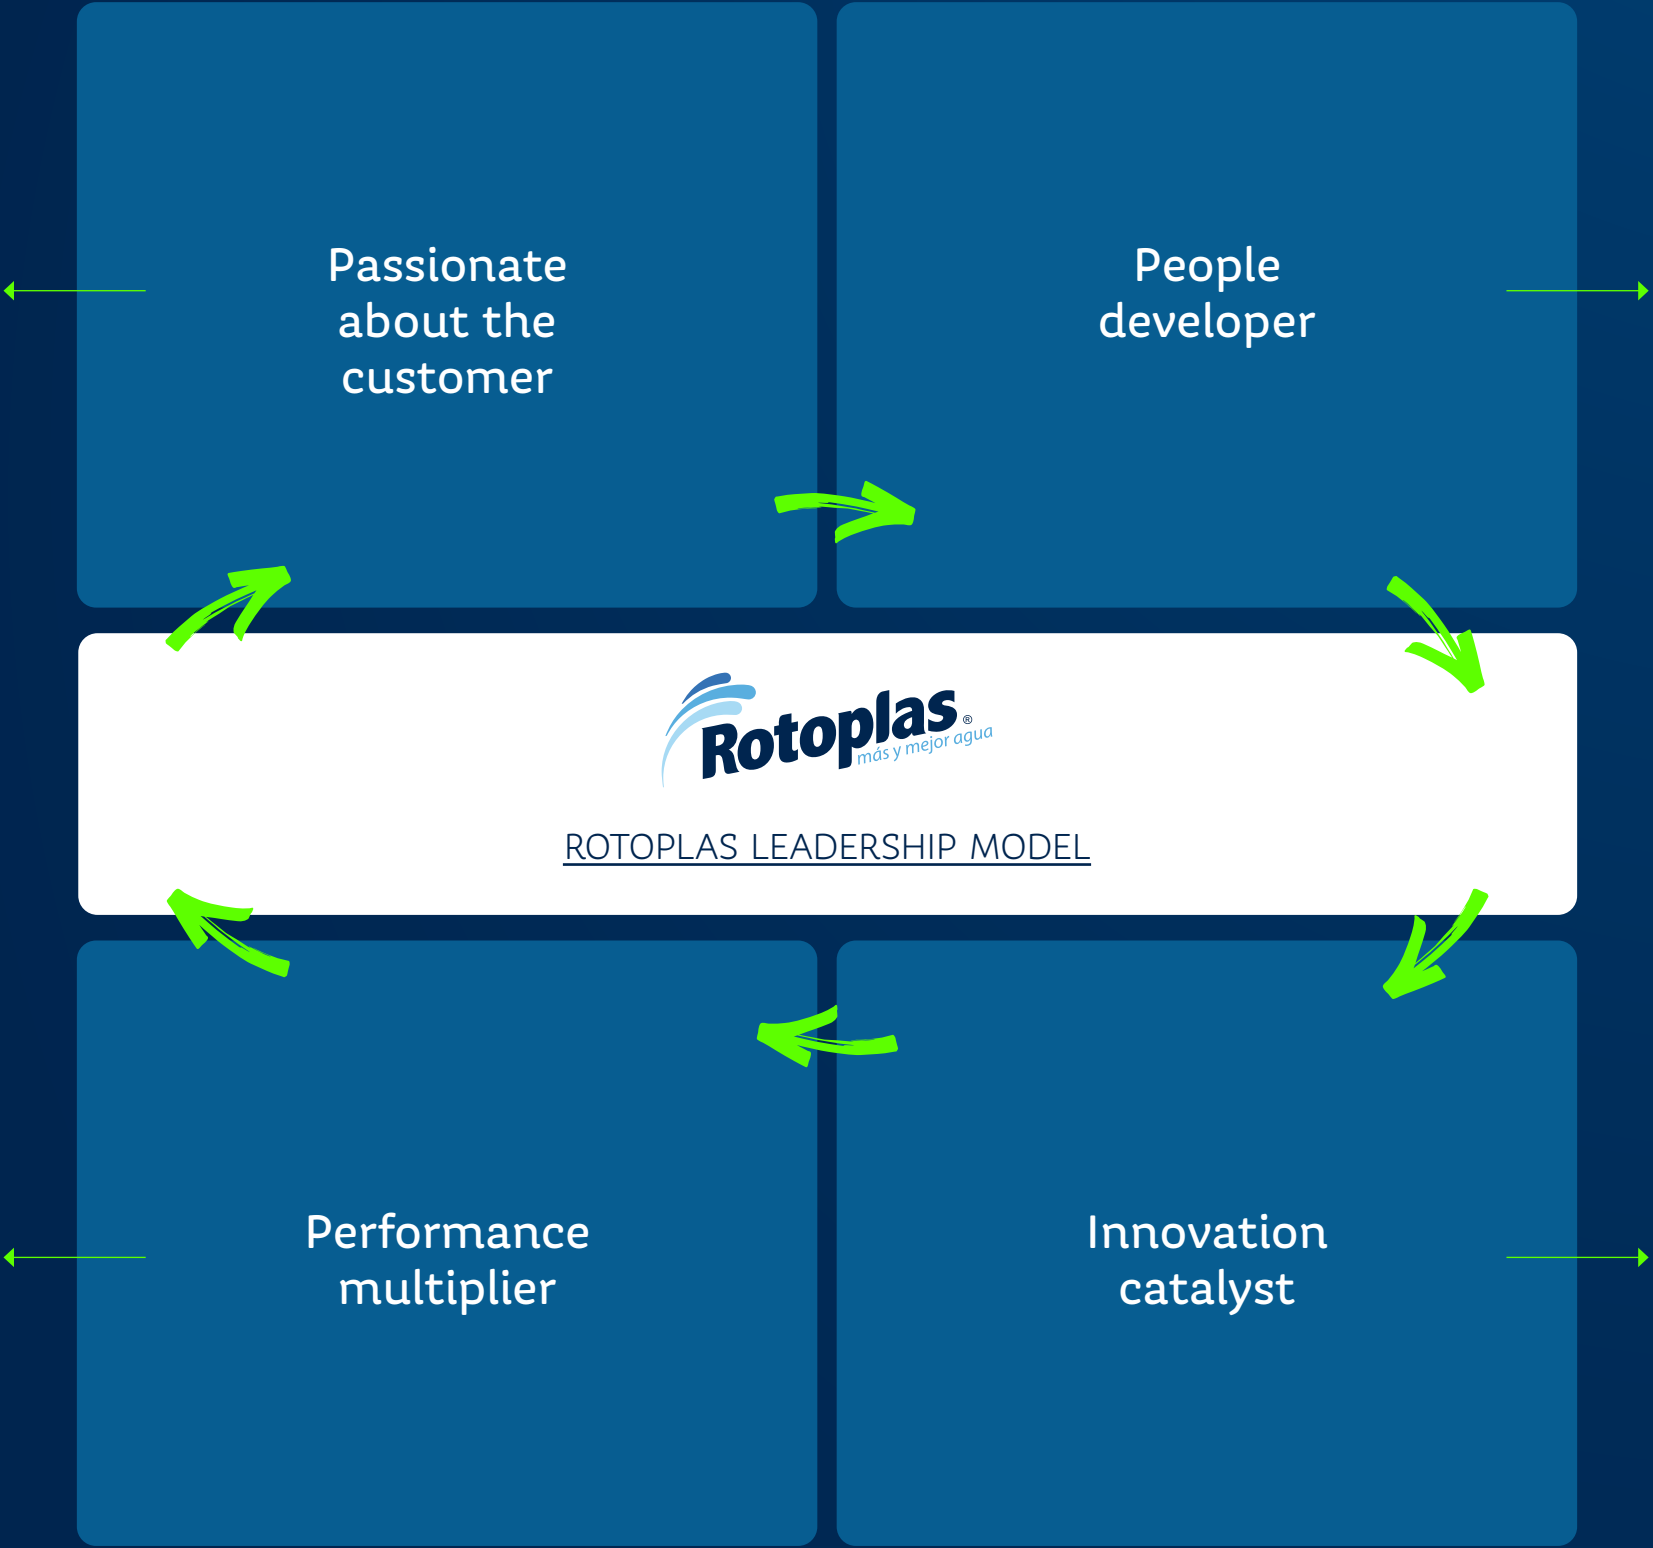 Passionate
about the
customer
People
developer
Rotoplas®
más y mejor agua
ROTOPLAS LEADERSHIP MODEL
Performance
multiplier
Innovation
catalyst